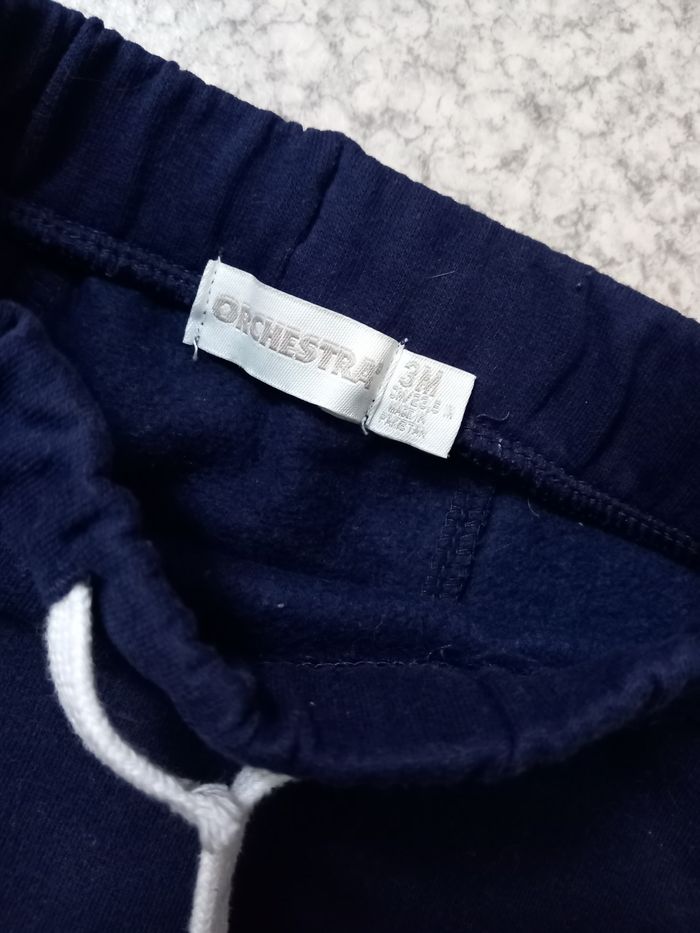 ORCHESTRA
3M
MADE IN
PAKISTAN